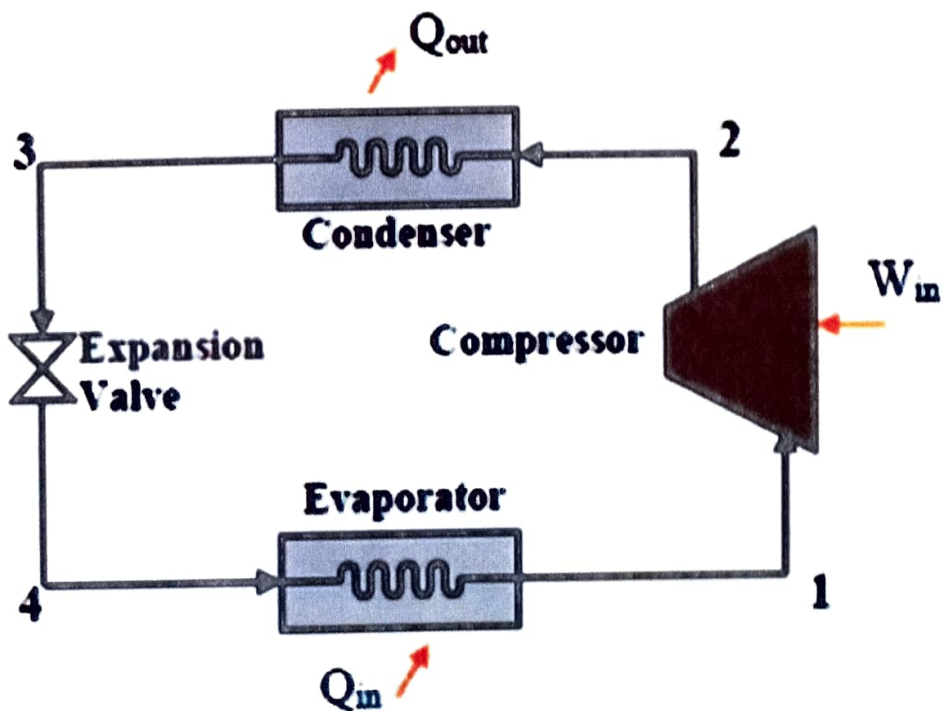 Qout
3
2
Condenser
Win
Compressor
Expansion
Valve
Evaporator
4
1
Qin